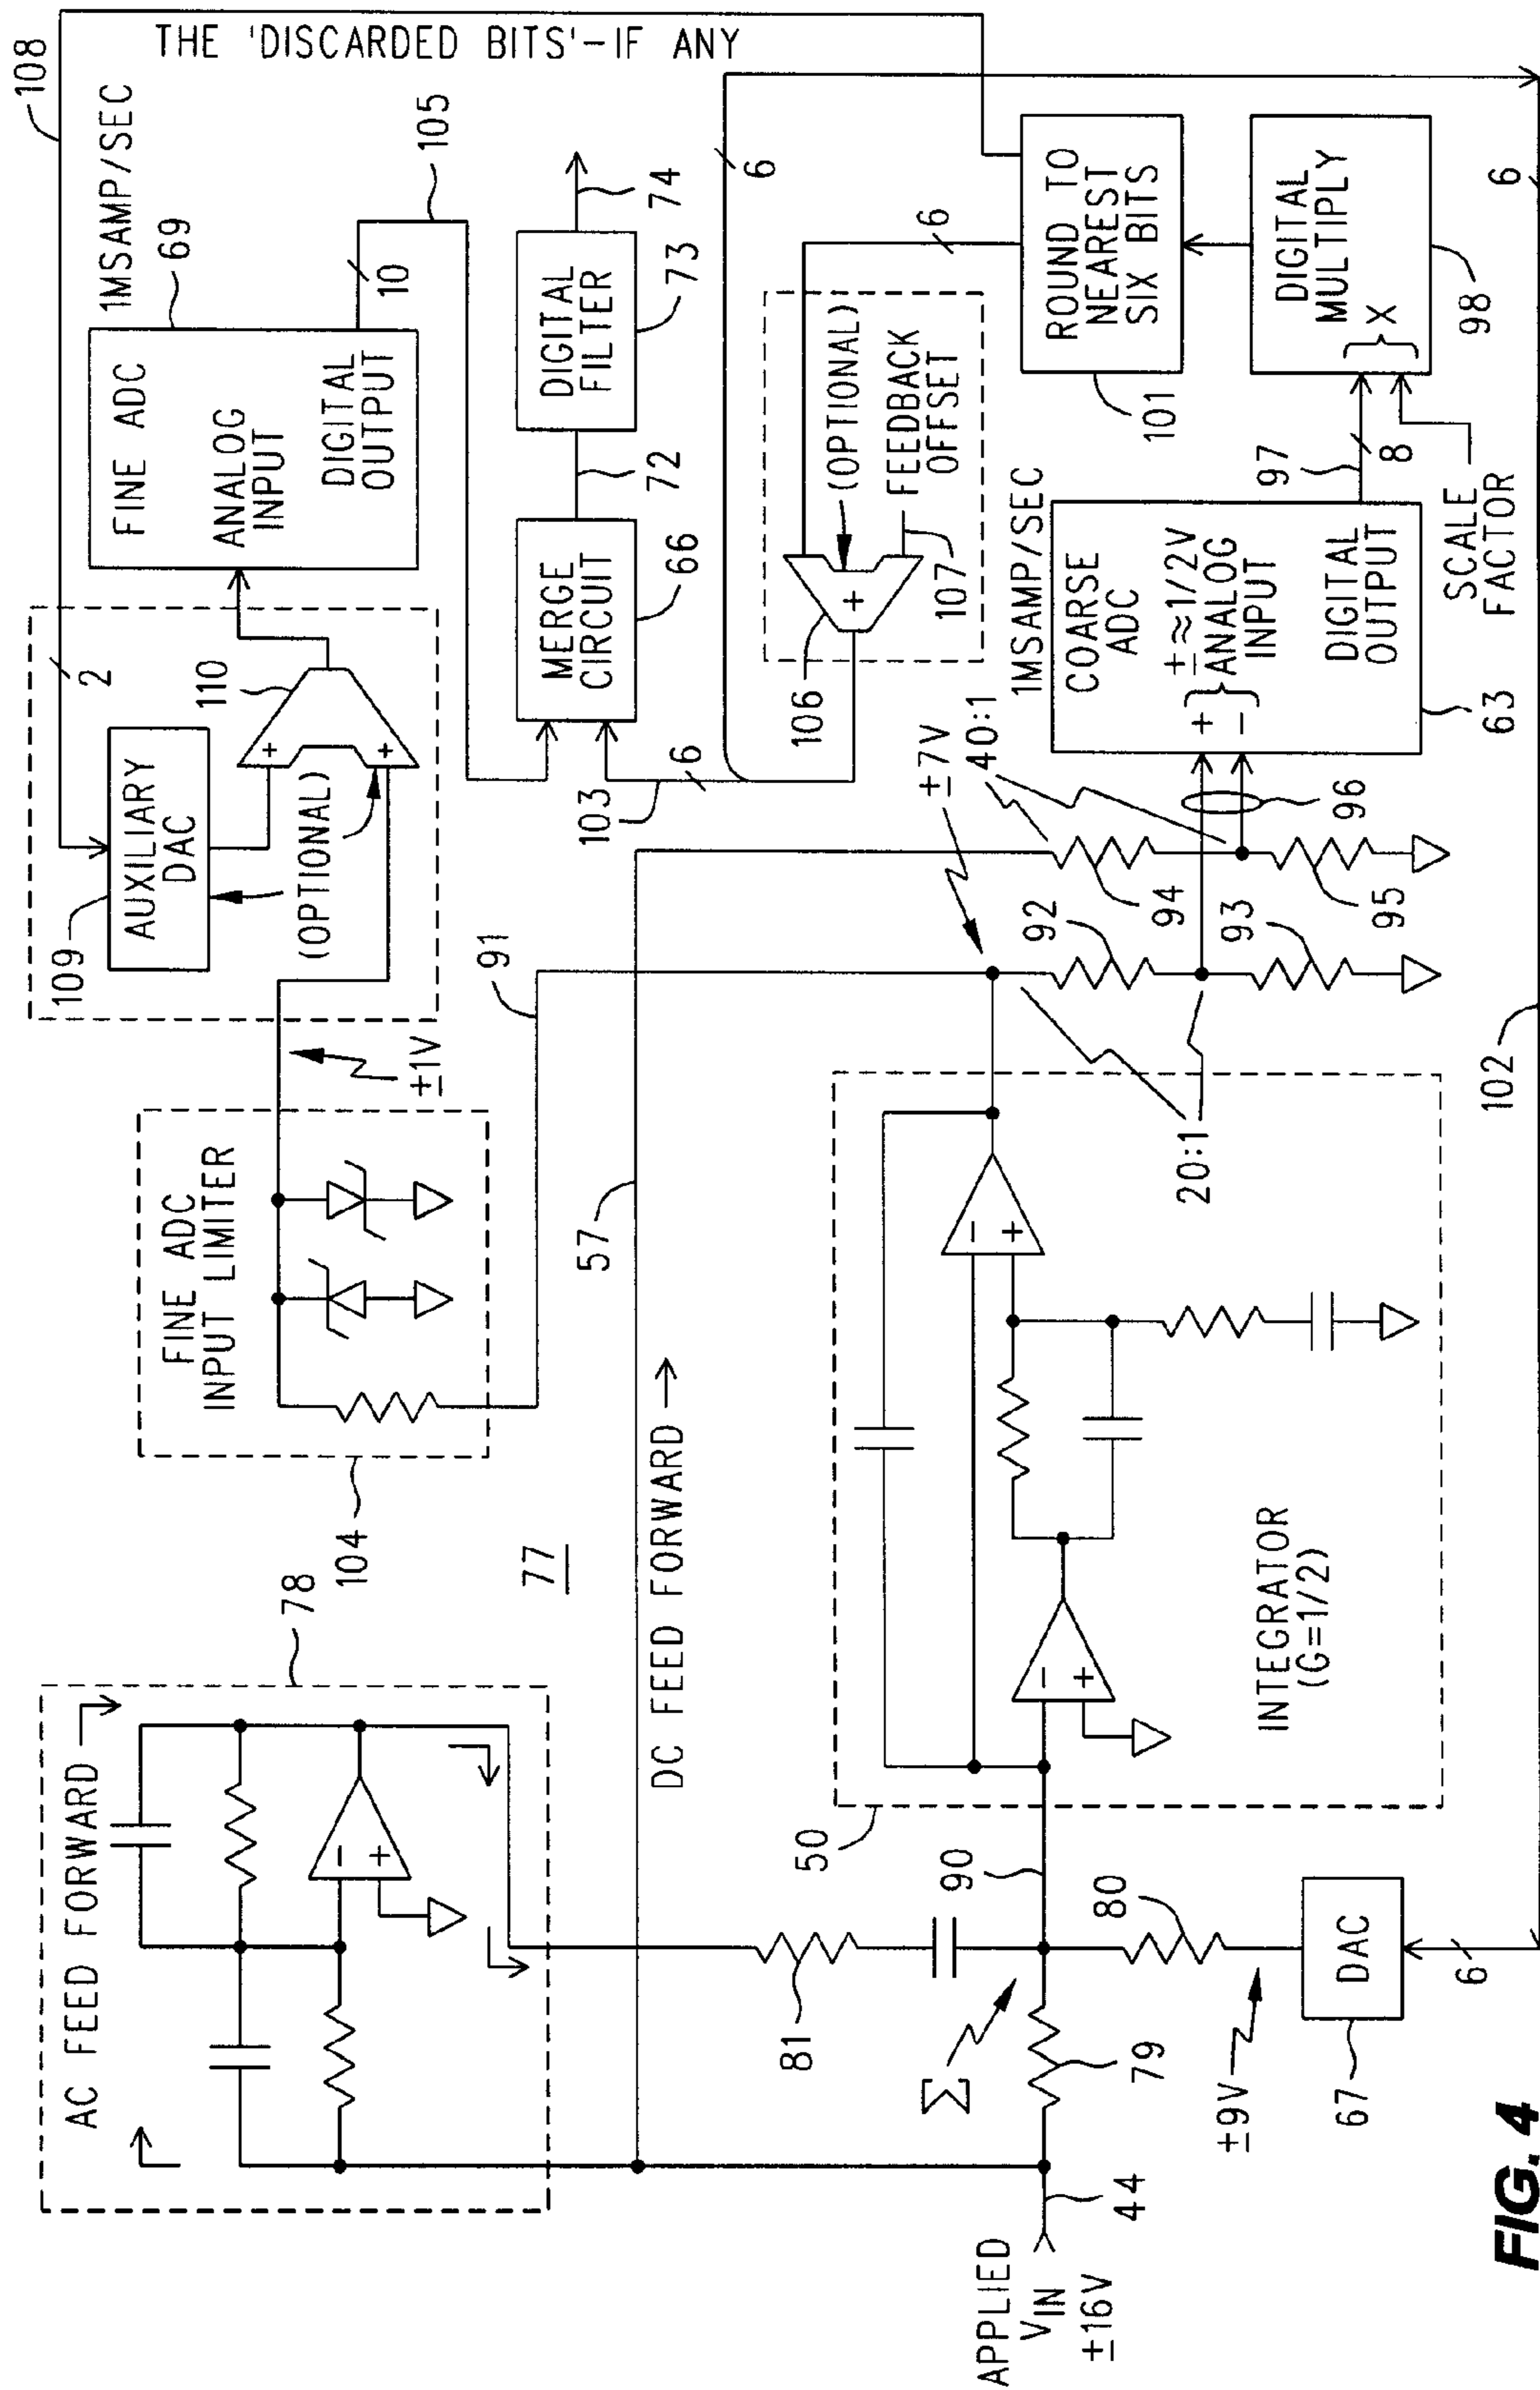 108
THE 'DISCARDED BITS'-IF ANY
1MSAMP/SEC
69
FINE ADC
ANALOG
INPUT
DIGITAL
OUTPUT
10
105
2
110
AUXILIARY
DAC
109
(OPTIONAL)
+
+
±1V
91
FINE ADC
INPUT LIMITER
104
78
AC FEED FORWARD
-
+
77
57
DC FEED FORWARD
MERGE
CIRCUIT
66
72
DIGITAL
FILTER
73
74
6
103
6
106
+
(OPTIONAL)
FEEDBACK
OFFSET
107
6
ROUND TO
NEAREST
SIX BITS
101
DIGITAL
MULTIPLY
X
98
97
8
SCALE
FACTOR
1MSAMP/SEC
COARSE
ADC
±≈1/2V
ANALOG
INPUT
+
-
DIGITAL
OUTPUT
63
±7V
40:1
96
94
95
92
93
20:1
-
+
-
+
INTEGRATOR
(G=1/2)
50
90
80
81
Σ
79
±9V
DAC
67
6
6
102
44
APPLIED
VIN
±16V
FIG. 4